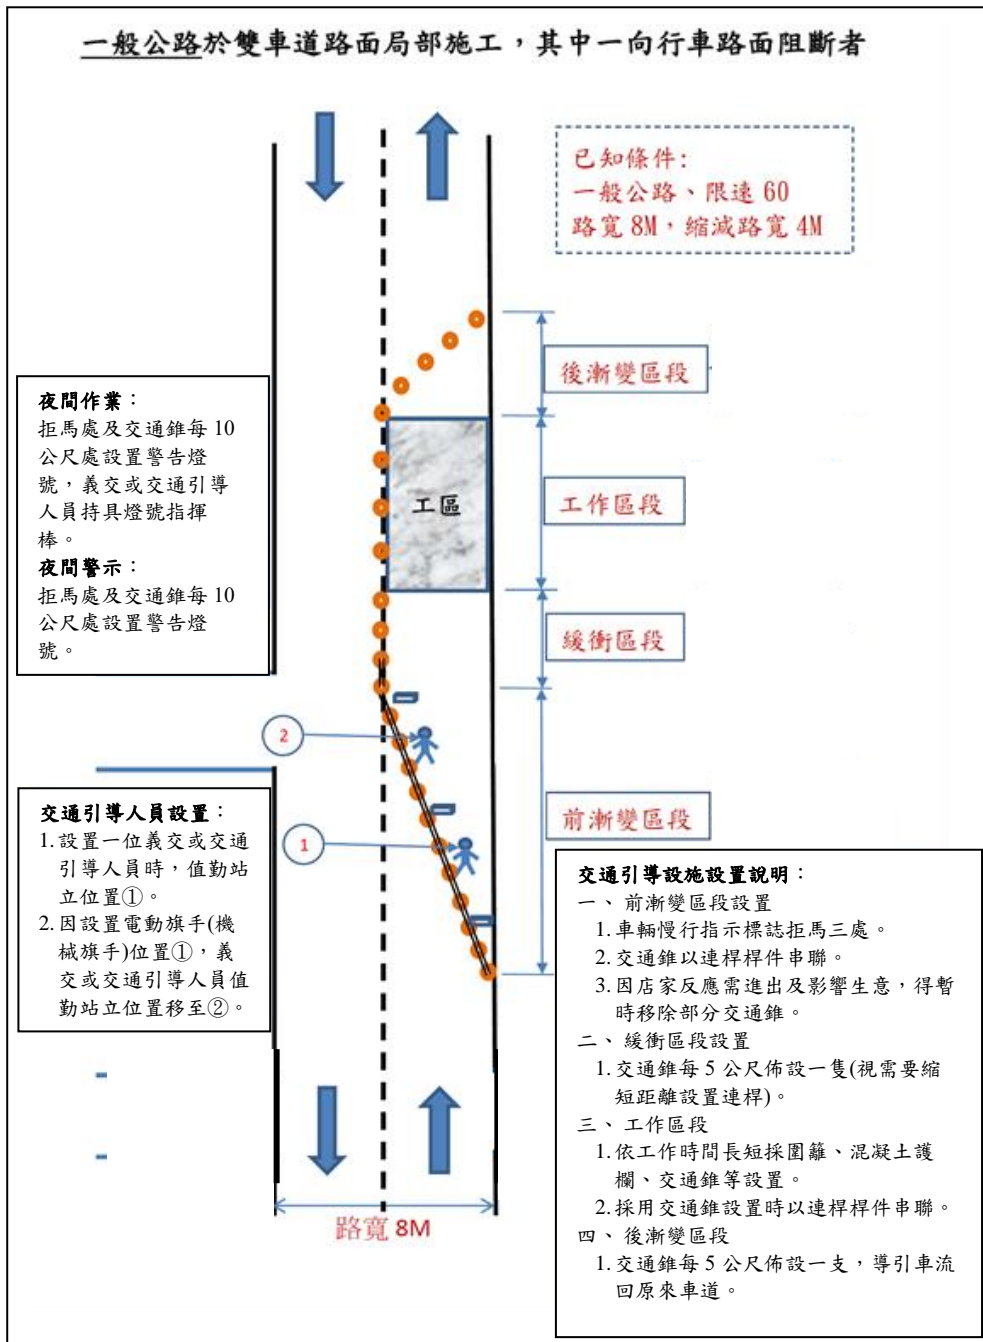 一般公路於雙車道路面局部施工，其中一向行車路面阻斷者
已知條件:
一般公路、限速 60
路寬 8M，縮減路寬 4M
後漸變區段
夜間作業：
拒馬處及交通錐每 10
公尺處設置警告燈
號，義交或交通引導
人員持具燈號指揮
棒。
夜間警示：
拒馬處及交通錐每 10
公尺處設置警告燈
號。
工區
工作區段
緩衝區段
2
前漸變區段
1
交通引導人員設置：
1.設置一位義交或交通
引導人員時，值勤站
立位置①。
2.因設置電動旗手(機
械旗手)位置①，義
交或交通引導人員值
勤站立位置移至②。
交通引導設施設置說明：
一、 前漸變區段設置
1.車輛慢行指示標誌拒馬三處。
2.交通錐以連桿桿件串聯。
3.因店家反應需進出及影響生意，得暫
時移除部分交通錐。
二、 緩衝區段設置
1.交通錐每 5 公尺佈設一隻(視需要縮
短距離設置連桿)。
三、 工作區段
1.依工作時間長短採圍籬、混凝土護
欄、交通錐等設置。
2.採用交通錐設置時以連桿桿件串聯。
四、 後漸變區段
1.交通錐每 5 公尺佈設一支，導引車流
回原來車道。
路寬 8M